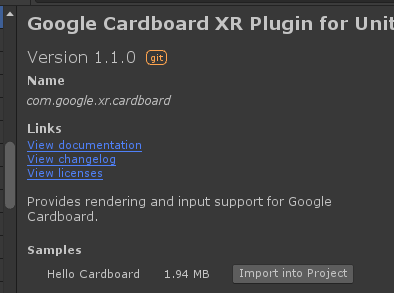 Google Cardboard XR Plugin for Unit
Version 1.1.0 git
Name
com.google.xr.cardboard
Links
View documentation
View changelog
View licenses
Provides rendering and input support for Google
Cardboard.
Samples
Hello Cardboard 1.94 MB Import into Project